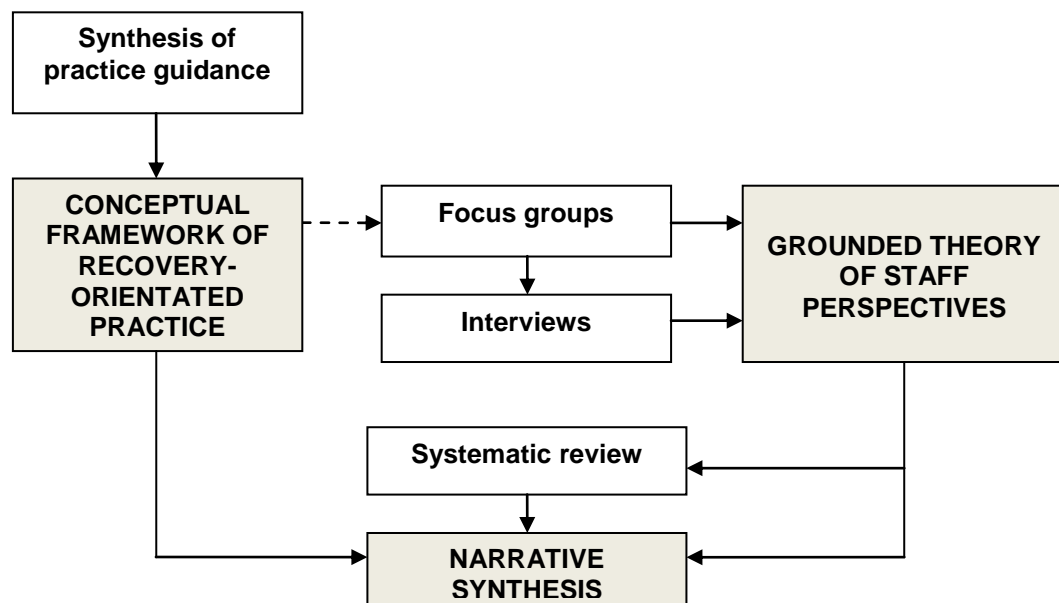 Synthesis of
practice guidance
CONCEPTUAL
FRAMEWORK OF
RECOVERY-
ORIENTATED
PRACTICE
Focus groups
Interviews
GROUNDED THEORY
OF STAFF
PERSPECTIVES
Systematic review
NARRATIVE
SYNTHESIS